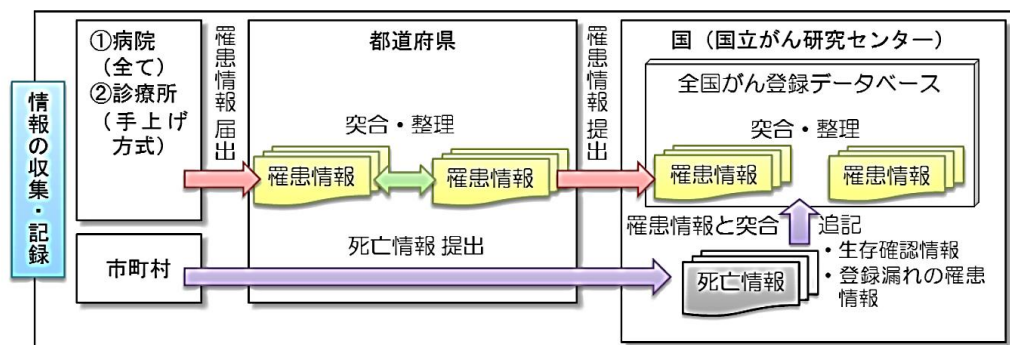 情報の収集・記録
①病院
(全て)
②診療所
(手上げ
方式)
市町村
罹患情報 届出
都道府県
突合・整理
罹患情報
罹患情報
罹患情報 提出
死亡情報 提出
国(国立がん研究センター)
全国がん登録データベース
突合・整理
罹患情報
罹患情報
罹患情報と突合
追記
死亡情報
・生存確認情報
・登録漏れの罹患
情報